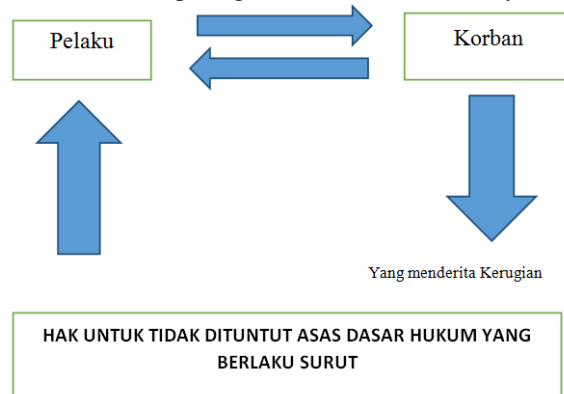 Pelaku
Korban
Yang menderita Kerugian
HAK UNTUK TIDAK DITUNTUT ASAS DASAR HUKUM YANG
BERLAKU SURUT